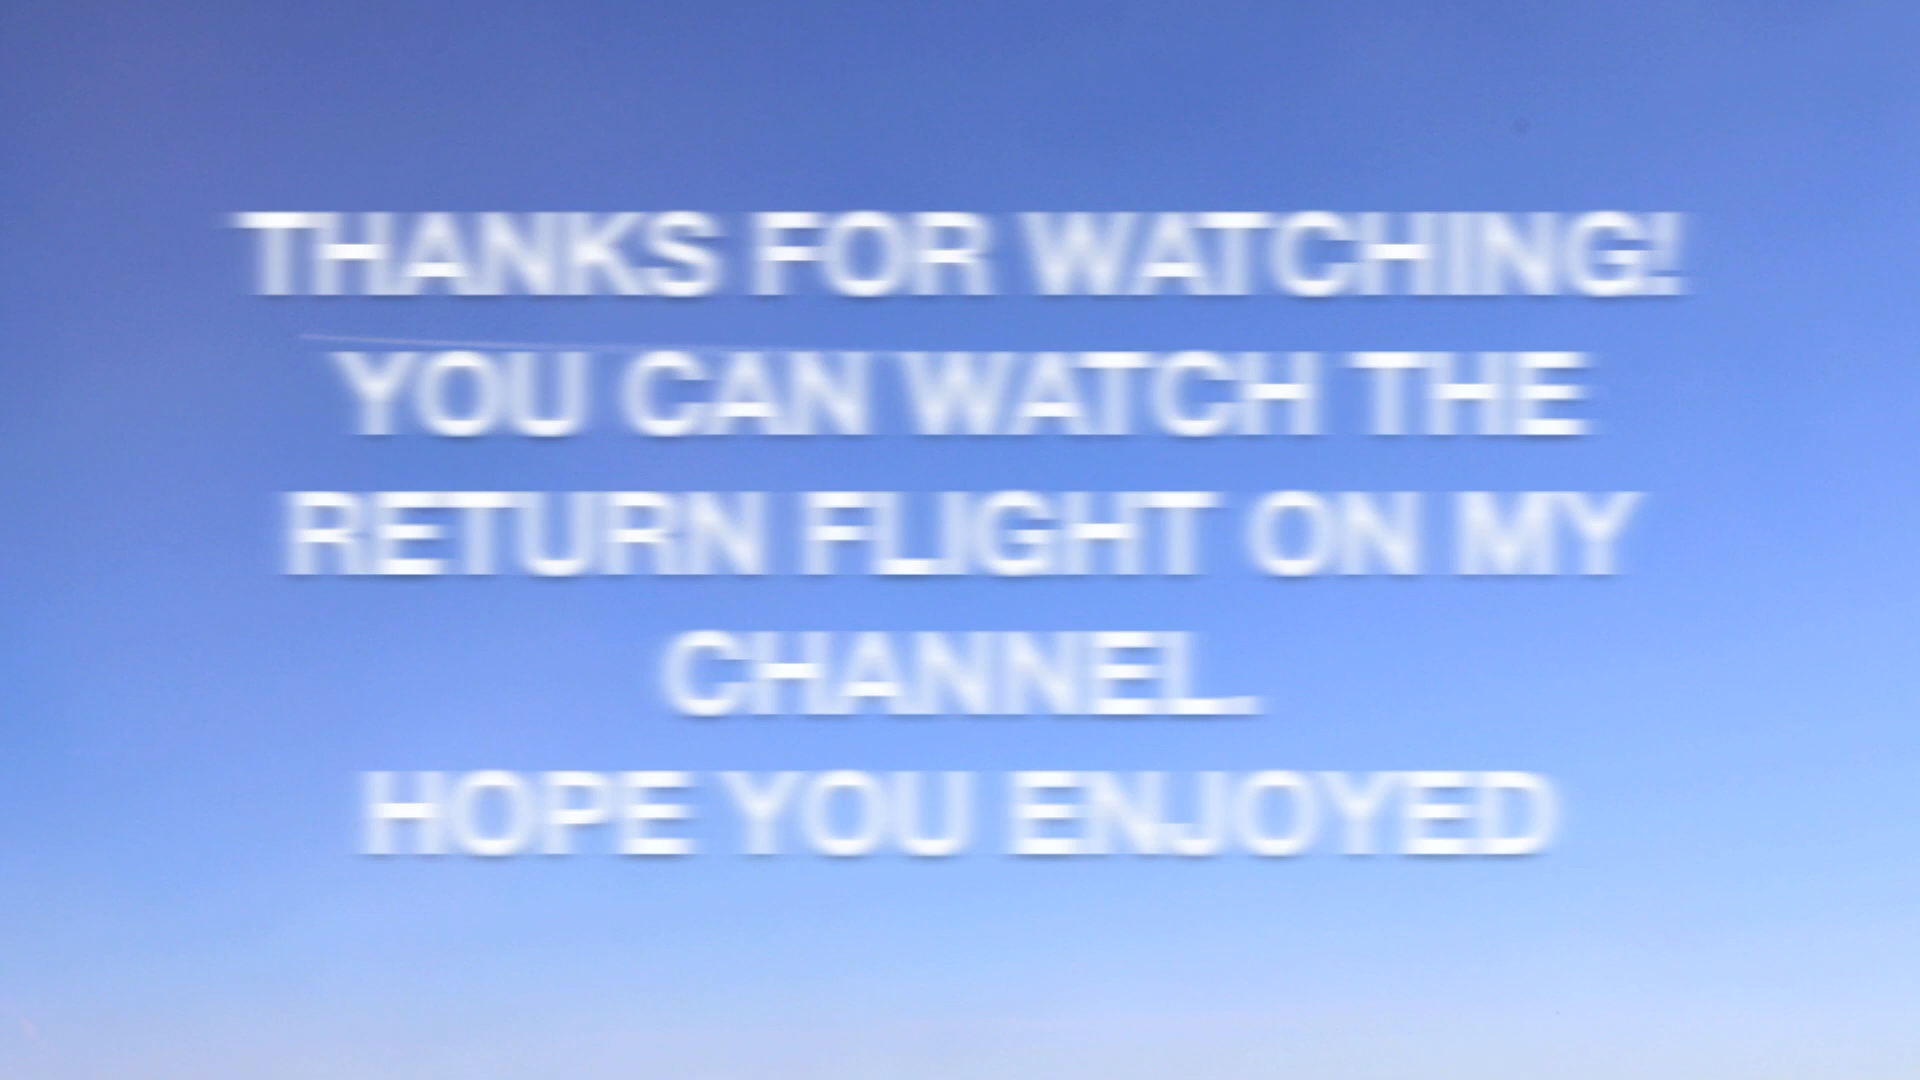 THANKS FOR WATCHING!
YOU CAN WATCH THE
RETURN FLIGHT ON MY
CHANNEL.
HOPE YOU ENJOYED